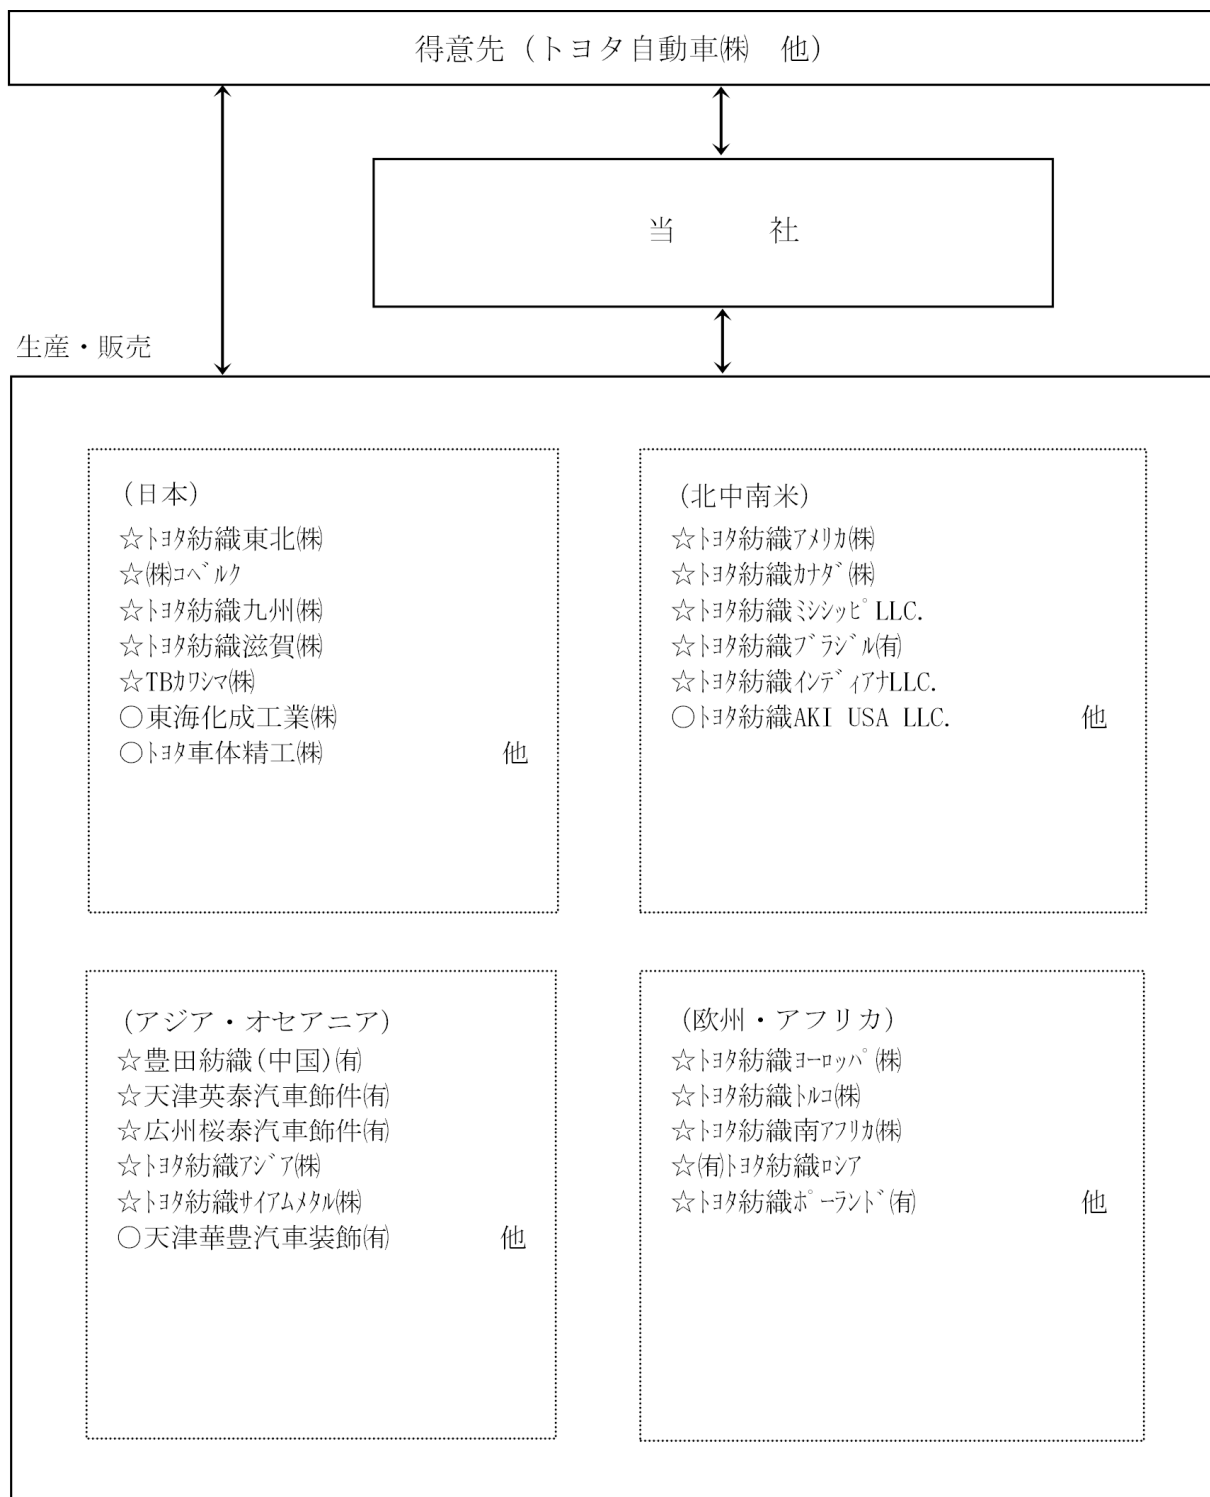 得意先（トヨタ自動車㈱　他）
当　　　社
生産・販売
（日本）
☆ﾄﾖﾀ紡織東北㈱
☆㈱ｺﾍﾞﾙｸ
☆ﾄﾖﾀ紡織九州㈱
☆ﾄﾖﾀ紡織滋賀㈱
☆TBｶﾜｼﾏ㈱
○東海化成工業㈱
○ﾄﾖﾀ車体精工㈱　　　他
（北中南米）
☆ﾄﾖﾀ紡織ｱﾒﾘｶ㈱
☆ﾄﾖﾀ紡織ｶﾅﾀﾞ㈱
☆ﾄﾖﾀ紡織ﾐｼｼｯﾋﾟLLC.
☆ﾄﾖﾀ紡織ﾌﾞﾗｼﾞﾙ㈲
☆ﾄﾖﾀ紡織ｲﾝﾃﾞｨｱﾅLLC.
○ﾄﾖﾀ紡織AKI USA LLC.　　　他
（アジア・オセアニア）
☆豊田紡織(中国)㈲
☆天津英泰汽車飾件㈲
☆広州桜泰汽車飾件㈲
☆ﾄﾖﾀ紡織ｱｼﾞｱ㈱
☆ﾄﾖﾀ紡織ｻｲｱﾑﾒﾀﾙ㈱
○天津華豊汽車装飾㈲　　　他
（欧州・アフリカ）
☆ﾄﾖﾀ紡織ﾖｰﾛｯﾊﾟ㈱
☆ﾄﾖﾀ紡織ﾄﾙｺ㈱
☆ﾄﾖﾀ紡織南ｱﾌﾘｶ㈱
☆㈲ﾄﾖﾀ紡織ﾛｼｱ
☆ﾄﾖﾀ紡織ﾎﾟｰﾗﾝﾄﾞ㈲　　　他